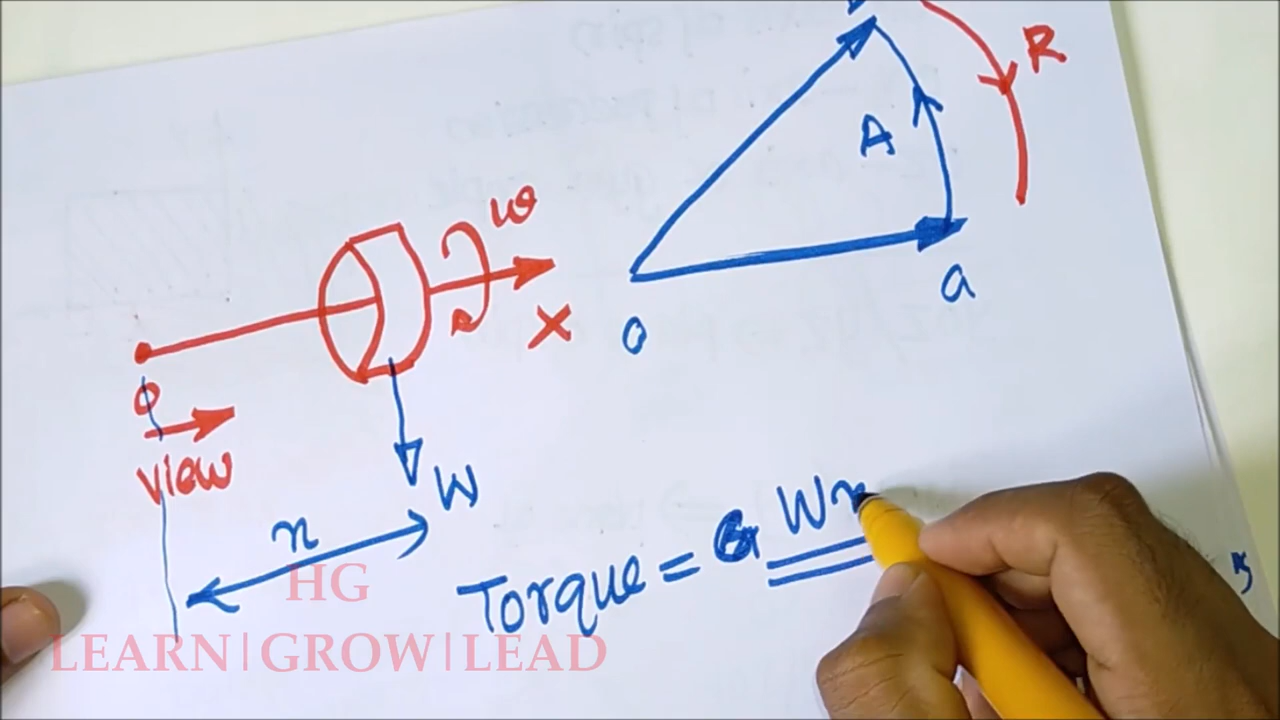 R
A
ω
X
a
O
O
view
W
x
Torque = Wx
HG
LEARN|GROW|LEAD